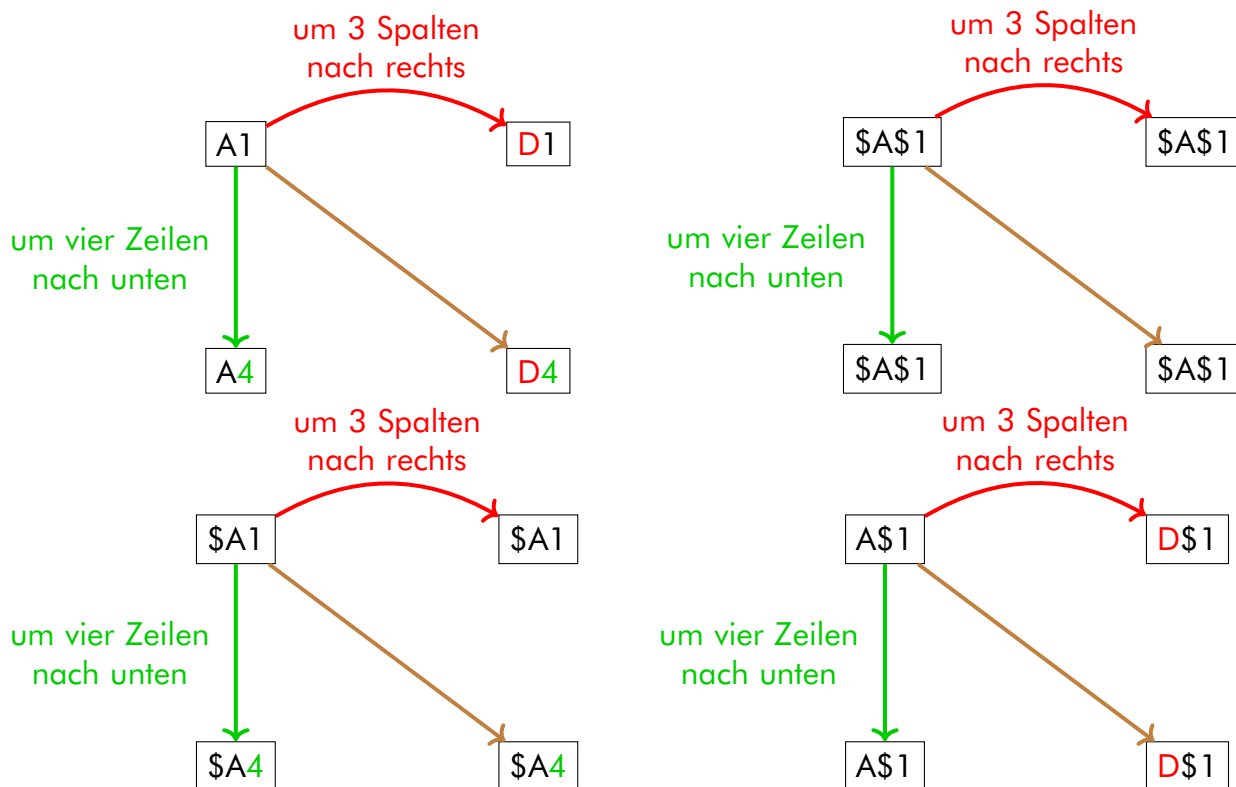 um 3 Spalten
nach rechts
A1
D1
um vier Zeilen
nach unten
A4
D4
um 3 Spalten
nach rechts
$A$1
$A$1
um vier Zeilen
nach unten
$A$1
$A$1
um 3 Spalten
nach rechts
$A1
$A1
um vier Zeilen
nach unten
$A4
$A4
um 3 Spalten
nach rechts
A$1
D$1
um vier Zeilen
nach unten
A$1
D$1